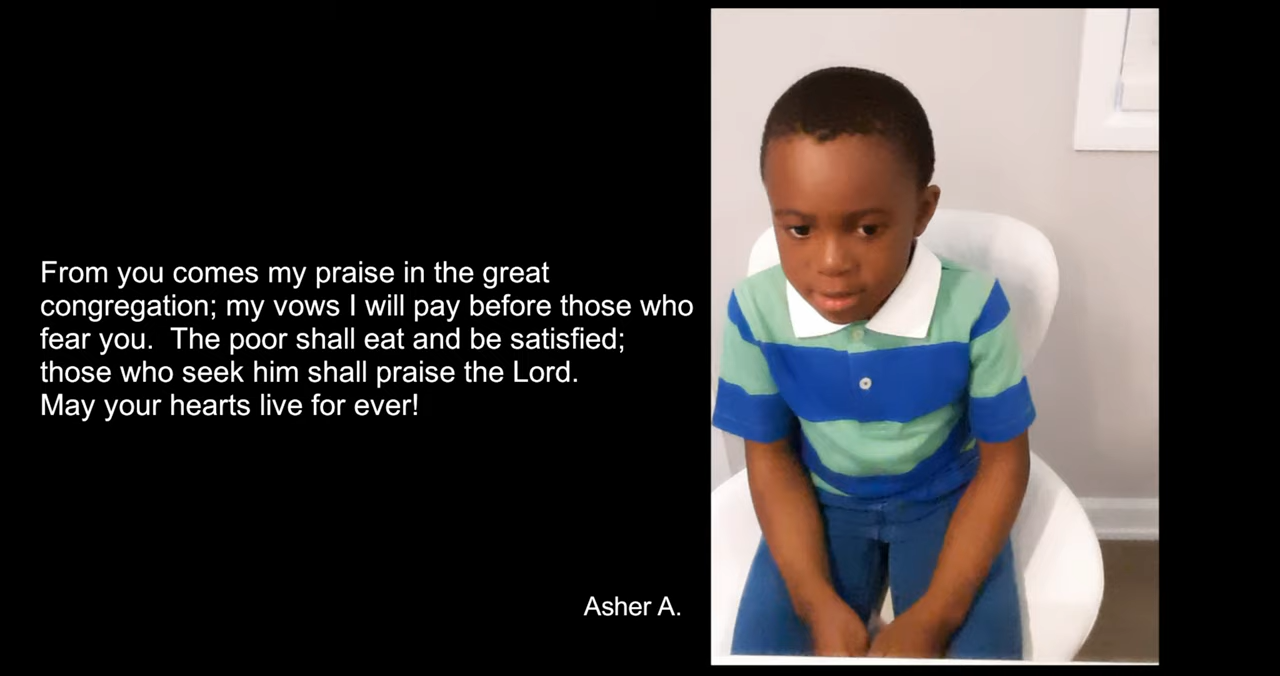 From you comes my praise in the great
congregation; my vows I will pay before those who
fear you.  The poor shall eat and be satisfied;
those who seek him shall praise the Lord.
May your hearts live for ever!
Asher A.